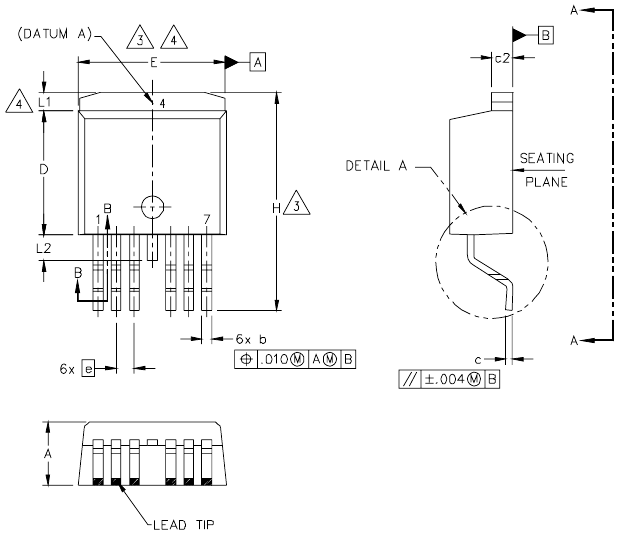 A
(DATUM A)
3
4
E
A
B
c2
4
L1
4
D
DETAIL A
SEATING
PLANE
H
3
1
B
7
L2
B
6x b
⌖ .010Ⓜ AⓂ B
6x e
A
c
// ±.004Ⓜ B
A
LEAD TIP